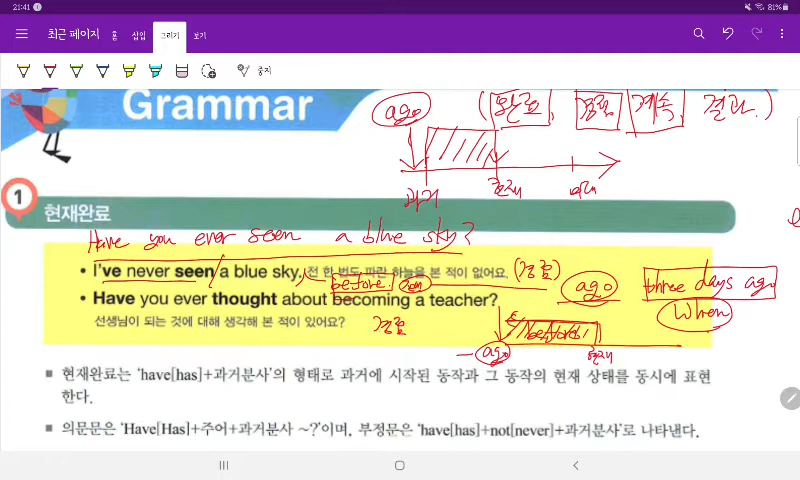 21:41 81%
최근 페이지 홈 삽입 그리기 보기
중지
Grammar
ago (완료, 경험, 계속, 결과.)
과거 현재 미래
1 현재완료
Have you ever seen a blue sky?
• I've never seen a blue sky. 전 한 번도 파란 하늘을 본 적이 없어요. (경험)
before. ago three days ago
• Have you ever thought about becoming a teacher? When
선생님이 되는 것에 대해 생각해 본 적이 있어요? 경험 before
ago 현재
■ 현재완료는 ‘have[has]+과거분사’의 형태로 과거에 시작된 동작과 그 동작의 현재 상태를 동시에 표현
한다.
■ 의문문은 ‘Have[Has]+주어+과거분사 ~?’이며, 부정문은 ‘have[has]+not[never]+과거분사’로 나타낸다.